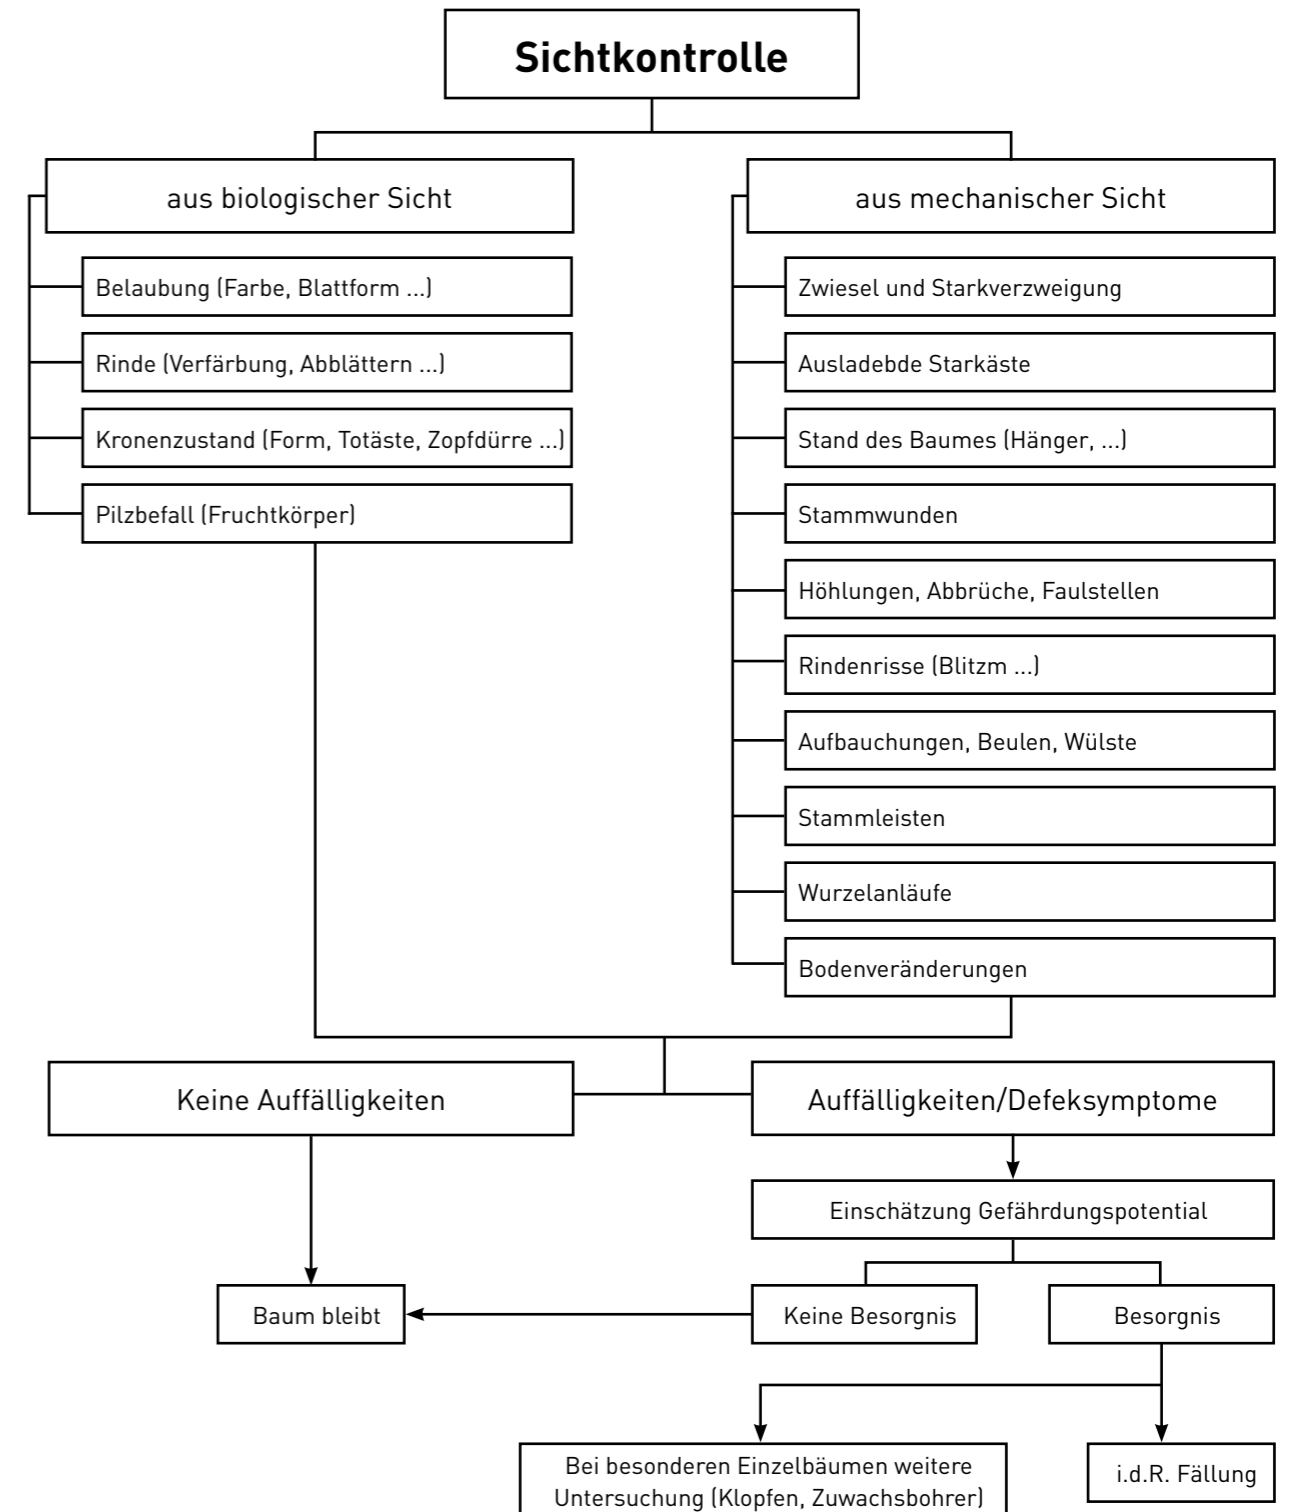 Sichtkontrolle
aus biologischer Sicht
Belaubung (Farbe, Blattform ...)
Rinde (Verfärbung, Abblättern ...)
Kronenzustand (Form, Totäste, Zopfdürre ...)
Pilzbefall (Fruchtkörper)
aus mechanischer Sicht
Zwiesel und Starkverzweigung
Ausladebde Starkäste
Stand des Baumes (Hänger, ...)
Stammwunden
Höhlungen, Abbrüche, Faulstellen
Rindenrisse (Blitzm ...)
Aufbauchungen, Beulen, Wülste
Stammleisten
Wurzelanläufe
Bodenveränderungen
Keine Auffälligkeiten
Auffälligkeiten/Defeksymptome
Einschätzung Gefährdungspotential
Baum bleibt
Keine Besorgnis
Besorgnis
Bei besonderen Einzelbäumen weitere
Untersuchung (Klopfen, Zuwachsbohrer)
i.d.R. Fällung